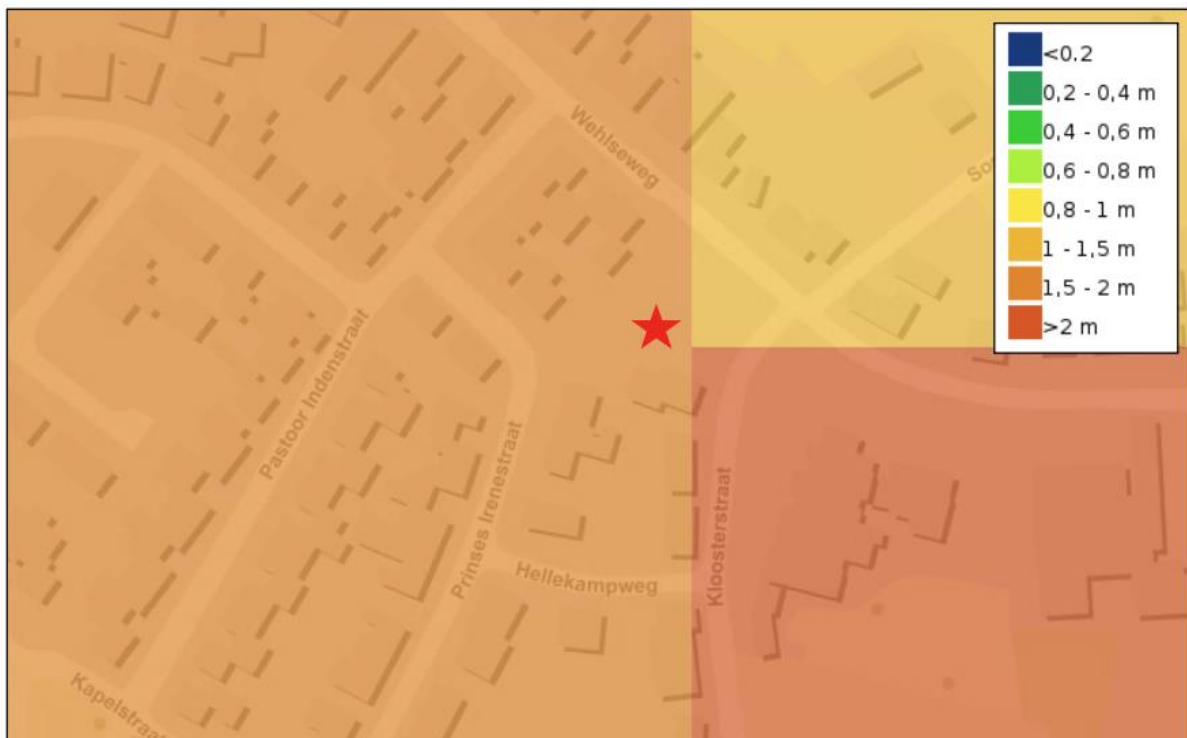 <0.2
0,2 - 0,4 m
0,4 - 0,6 m
0,6 - 0,8 m
0,8 - 1 m
1 - 1,5 m
1,5 - 2 m
>2 m
Wehlseweg
Pastoor Indenstraat
Prinses Irenestraat
Hellekampweg
Kloosterstraat
Kapelstraat